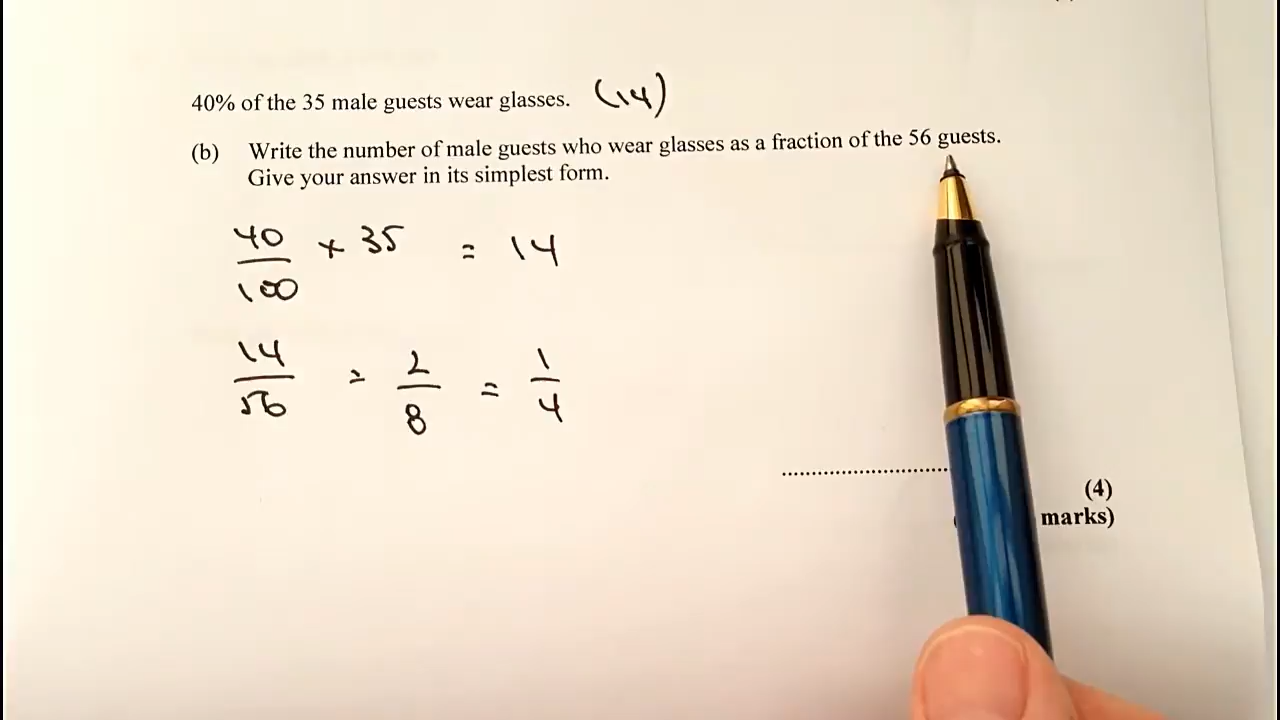 40% of the 35 male guests wear glasses. (14)
(b) Write the number of male guests who wear glasses as a fraction of the 56 guests.
Give your answer in its simplest form.
40/100 × 35 = 14
14/56 = 2/8 = 1/4
(4)
marks)